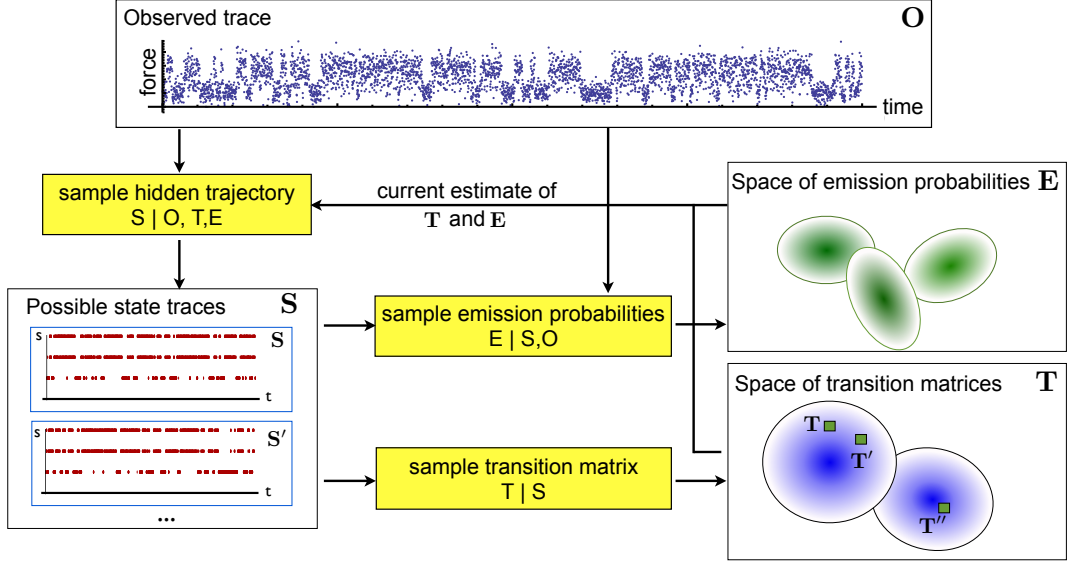 Observed trace
O
force
time
sample hidden trajectory
S | O, T,E
current estimate of
T and E
Space of emission probabilities E
Possible state traces S
s
S
t
s
S′
t
...
sample emission probabilities
E | S,O
sample transition matrix
T | S
Space of transition matrices T
T
T′
T′′